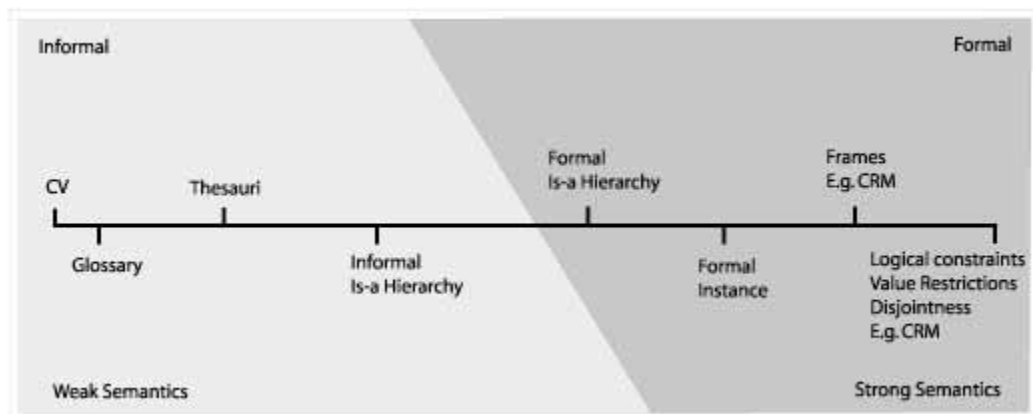 Informal
Formal
Formal
Is-a Hierarchy
Frames
E.g. CRM
CV
Thesauri
Glossary
Informal
Is-a Hierarchy
Formal
Instance
Logical constraints
Value Restrictions
Disjointness
E.g. CRM
Weak Semantics
Strong Semantics